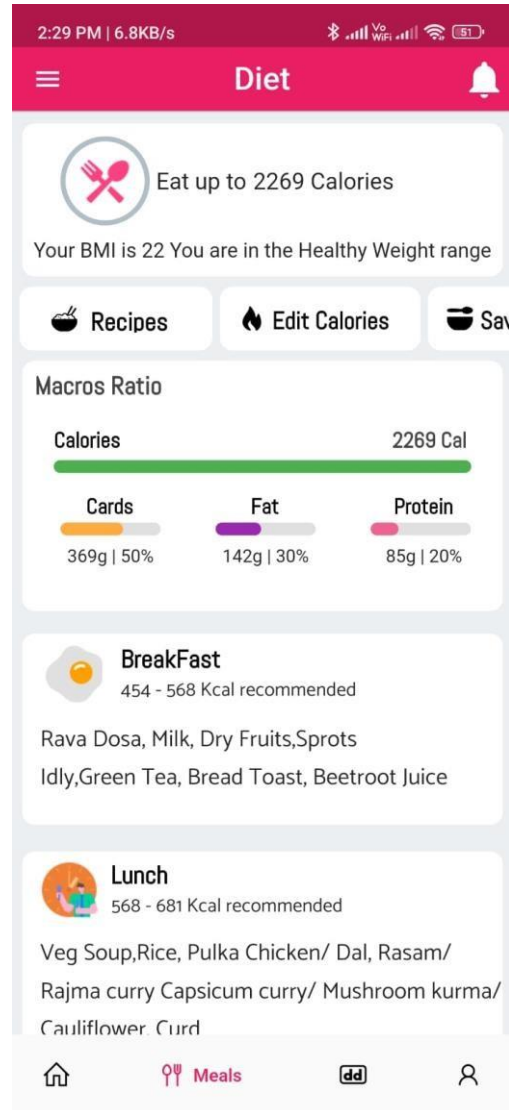 2:29 PM | 6.8KB/s Vo WiFi 51
Diet
Eat up to 2269 Calories
Your BMI is 22 You are in the Healthy Weight range
Recipes Edit Calories Sav
Macros Ratio
Calories 2269 Cal
Cards Fat Protein
369g | 50% 142g | 30% 85g | 20%
BreakFast
454 - 568 Kcal recommended
Rava Dosa, Milk, Dry Fruits,Sprots
Idly,Green Tea, Bread Toast, Beetroot Juice
Lunch
568 - 681 Kcal recommended
Veg Soup,Rice, Pulka Chicken/ Dal, Rasam/
Rajma curry Capsicum curry/ Mushroom kurma/
Cauliflower, Curd
Meals dd